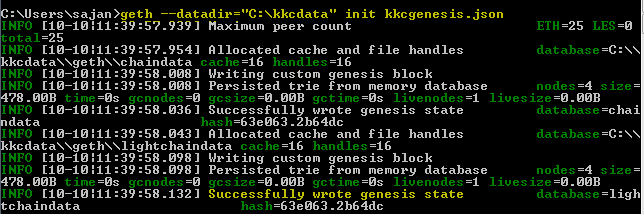 C:\Users\sajan>geth --datadir="C:\kkcdata" init kkcgenesis.json
INFO [10-10|11:39:57.939] Maximum peer count ETH=25 LES=0
total=25
INFO [10-10|11:39:57.954] Allocated cache and file handles database=C:\\
kkcdata\\geth\\chaindata cache=16 handles=16
INFO [10-10|11:39:58.008] Writing custom genesis block
INFO [10-10|11:39:58.008] Persisted trie from memory database nodes=4 size=
478.00B time=0s gcnodes=0 gcsize=0.00B gctime=0s livenodes=1 livesize=0.00B
INFO [10-10|11:39:58.036] Successfully wrote genesis state database=chai
ndata hash=63e063.2b64dc
INFO [10-10|11:39:58.043] Allocated cache and file handles database=C:\\
kkcdata\\geth\\lightchaindata cache=16 handles=16
INFO [10-10|11:39:58.098] Writing custom genesis block
INFO [10-10|11:39:58.098] Persisted trie from memory database nodes=4 size=
478.00B time=0s gcnodes=0 gcsize=0.00B gctime=0s livenodes=1 livesize=0.00B
INFO [10-10|11:39:58.132] Successfully wrote genesis state database=ligh
tchaindata hash=63e063.2b64dc